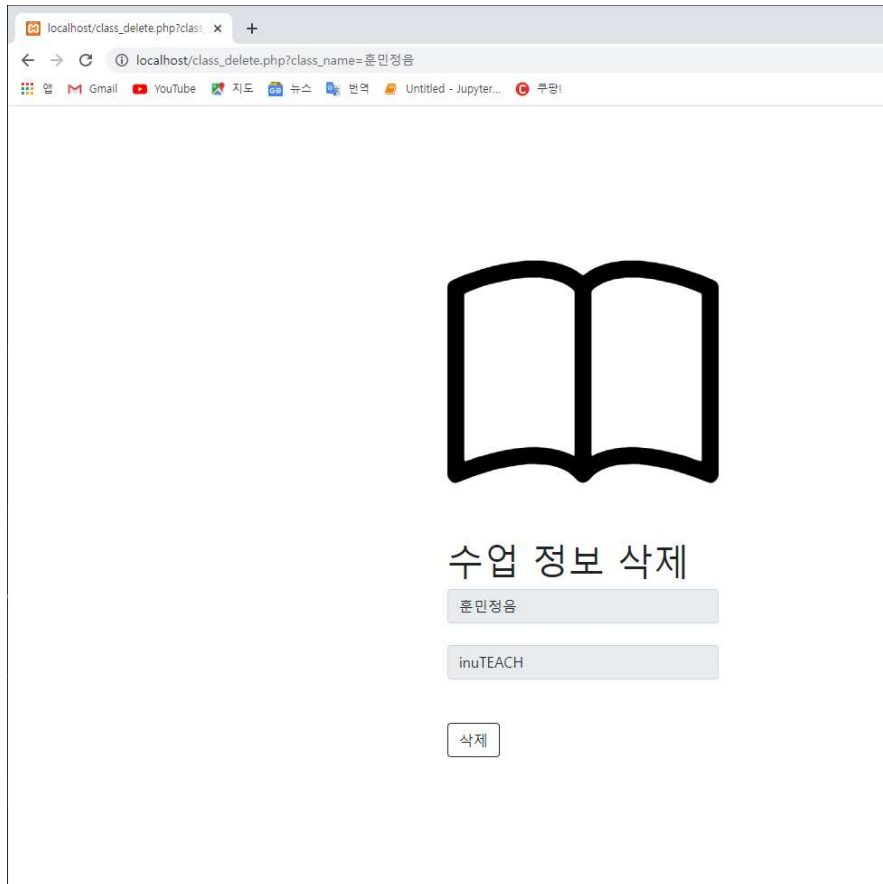 localhost/class_delete.php?class_
localhost/class_delete.php?class_name=훈민정음
앱 Gmail YouTube 지도 뉴스 번역 Untitled - Jupyter... 쿠팡!
수업 정보 삭제
훈민정음
inuTEACH
삭제